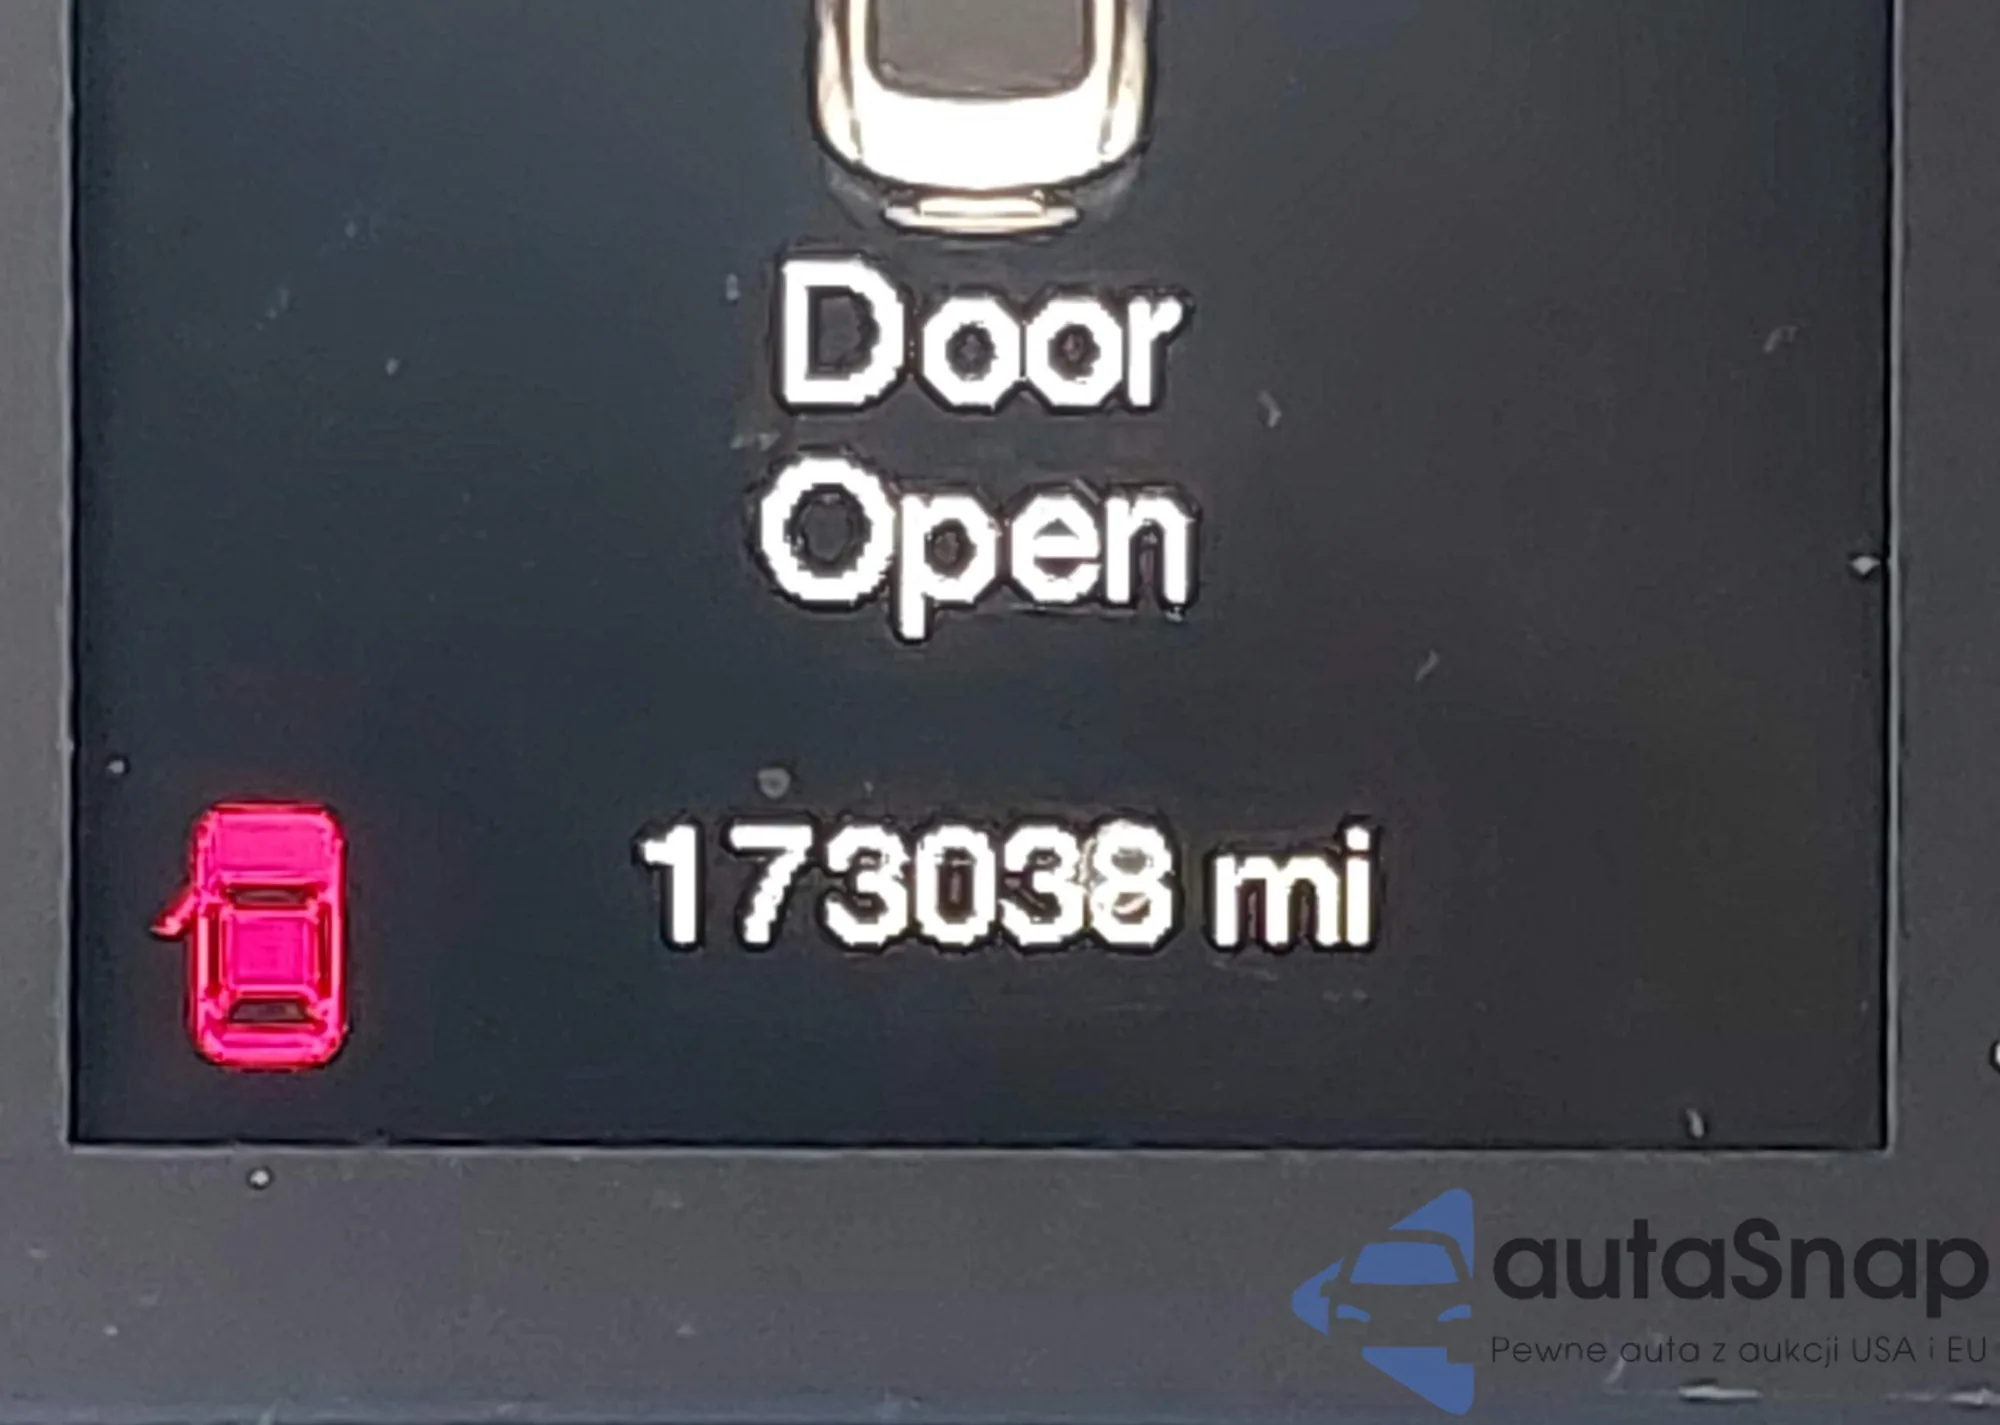 Door
Open
173038 mi
autaSnap
Pewne auta z aukcji USA i EU